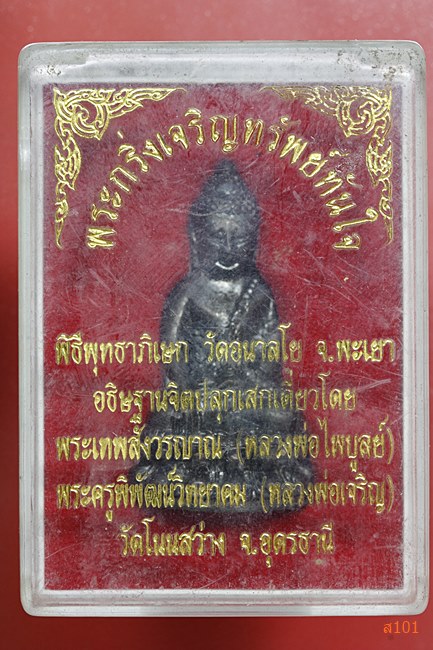 พระกริ่งเจริญทรัพย์ทันใจ
พิธีพุทธาภิเษก วัดอนาลโย จ.พะเยา
อธิษฐานจิตปลุกเสกเดี่ยวโดย
พระเทพสังวรญาณ (หลวงพ่อไพบูลย์)
พระครูพิพัฒน์วิทยาคม (หลวงพ่อเจริญ)
วัดโนนสว่าง จ.อุดรธานี
ส101